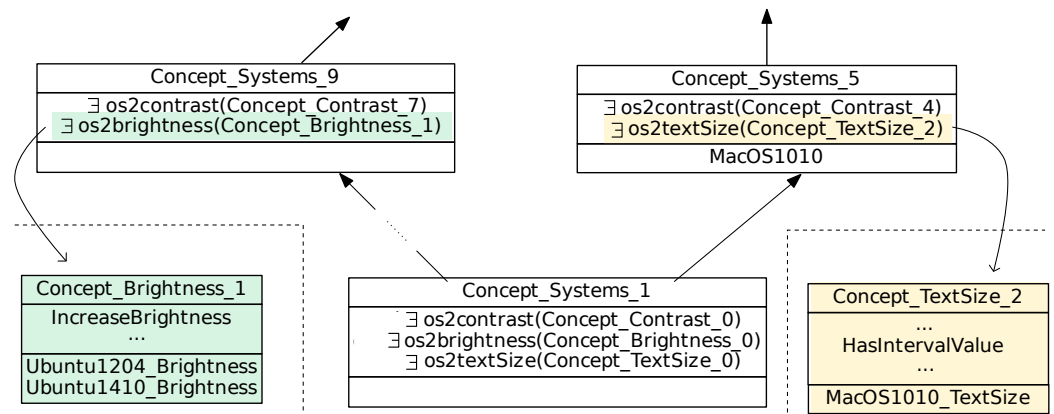 Concept_Systems_9
∃ os2contrast(Concept_Contrast_7)
∃ os2brightness(Concept_Brightness_1)
Concept_Systems_5
∃ os2contrast(Concept_Contrast_4)
∃ os2textSize(Concept_TextSize_2)
MacOS1010
Concept_Brightness_1
IncreaseBrightness
...
Ubuntu1204_Brightness
Ubuntu1410_Brightness
Concept_Systems_1
∃ os2contrast(Concept_Contrast_0)
∃ os2brightness(Concept_Brightness_0)
∃ os2textSize(Concept_TextSize_0)
Concept_TextSize_2
...
HasIntervalValue
...
MacOS1010_TextSize